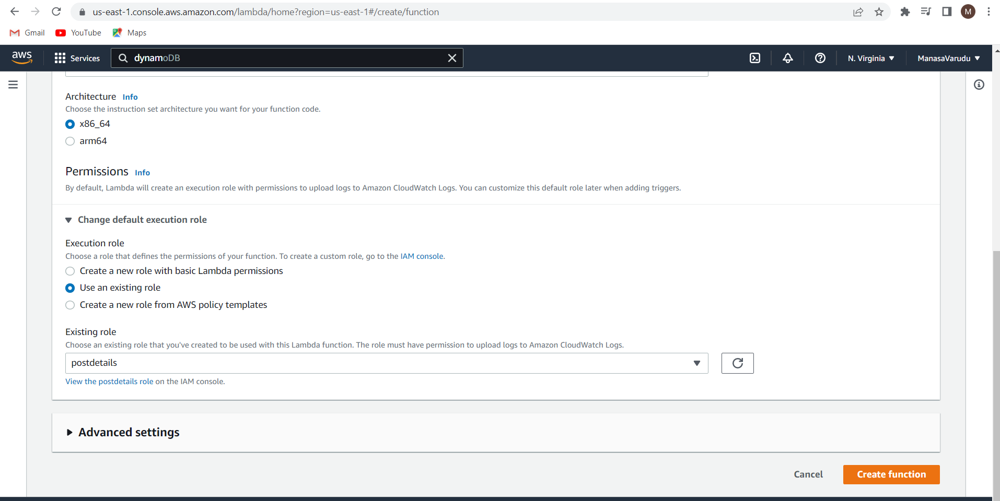 us-east-1.console.aws.amazon.com/lambda/home?region=us-east-1#/create/function
M
Gmail
YouTube
Maps
aws
Services
dynamoDB
N. Virginia
ManasaVarudu
Architecture Info
Choose the instruction set architecture you want for your function code.
x86_64
arm64
Permissions Info
By default, Lambda will create an execution role with permissions to upload logs to Amazon CloudWatch Logs. You can customize this default role later when adding triggers.
Change default execution role
Execution role
Choose a role that defines the permissions of your function. To create a custom role, go to the IAM console.
Create a new role with basic Lambda permissions
Use an existing role
Create a new role from AWS policy templates
Existing role
Choose an existing role that you've created to be used with this Lambda function. The role must have permission to upload logs to Amazon CloudWatch Logs.
postdetails
View the postdetails role on the IAM console.
Advanced settings
Cancel
Create function